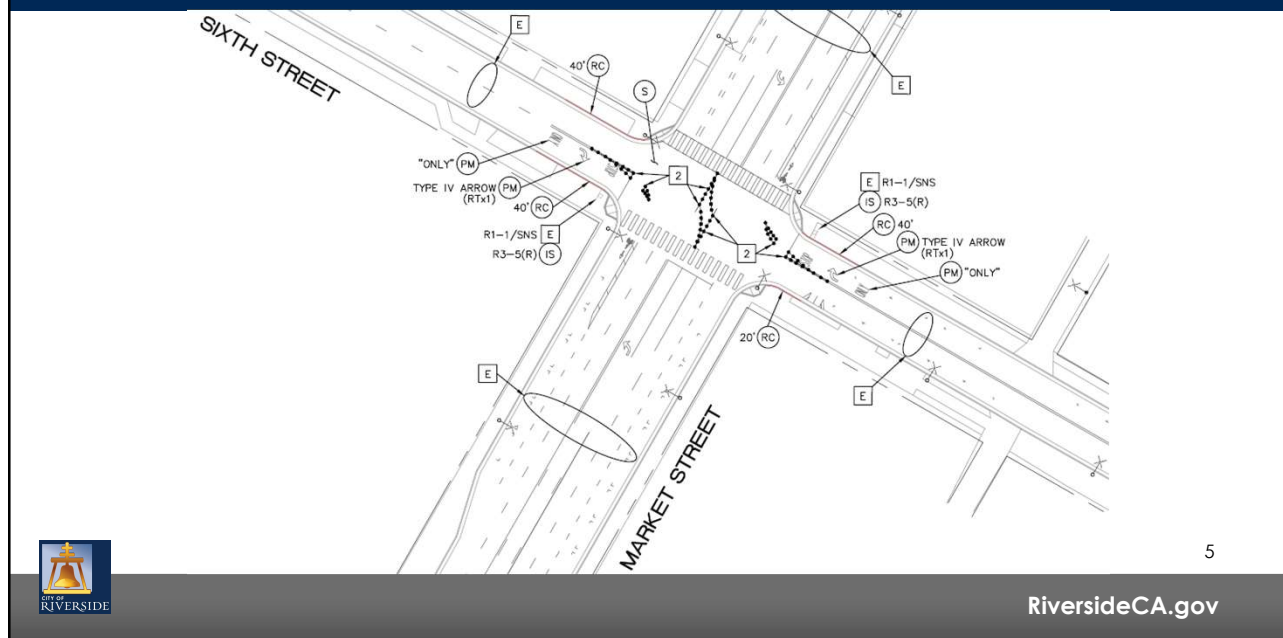 SIXTH STREET
E
40' RC
S
E
"ONLY" PM
TYPE IV ARROW PM
(RTx1)
40' RC
R1-1/SNS E
R3-5(R) IS
2
2
E R1-1/SNS
IS R3-5(R)
RC 40'
PM TYPE IV ARROW
(RTx1)
PM "ONLY"
20' RC
E
E
MARKET STREET
5
CITY OF
RIVERSIDE
RiversideCA.gov